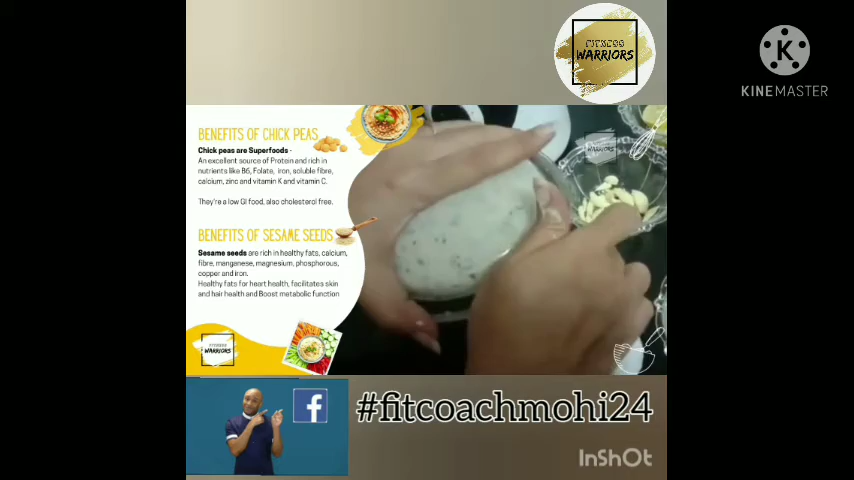 FITNESS
WARRIORS
K
KINEMASTER
BENEFITS OF CHICK PEAS
Chick peas are Superfoods -
An excellent source of Protein and rich in
nutrients like B6, Folate, iron, soluble fibre,
calcium, zinc and vitamin K and vitamin C.
They're a low GI food, also cholesterol free.
BENEFITS OF SESAME SEEDS
Sesame seeds are rich in healthy fats, calcium,
fibre, manganese, magnesium, phosphorous,
copper and iron.
Healthy fats for heart health, facilitates skin
and hair health and Boost metabolic function
WARRIORS
FITNESS
WARRIORS
f
#fitcoachmohi24
InShOt